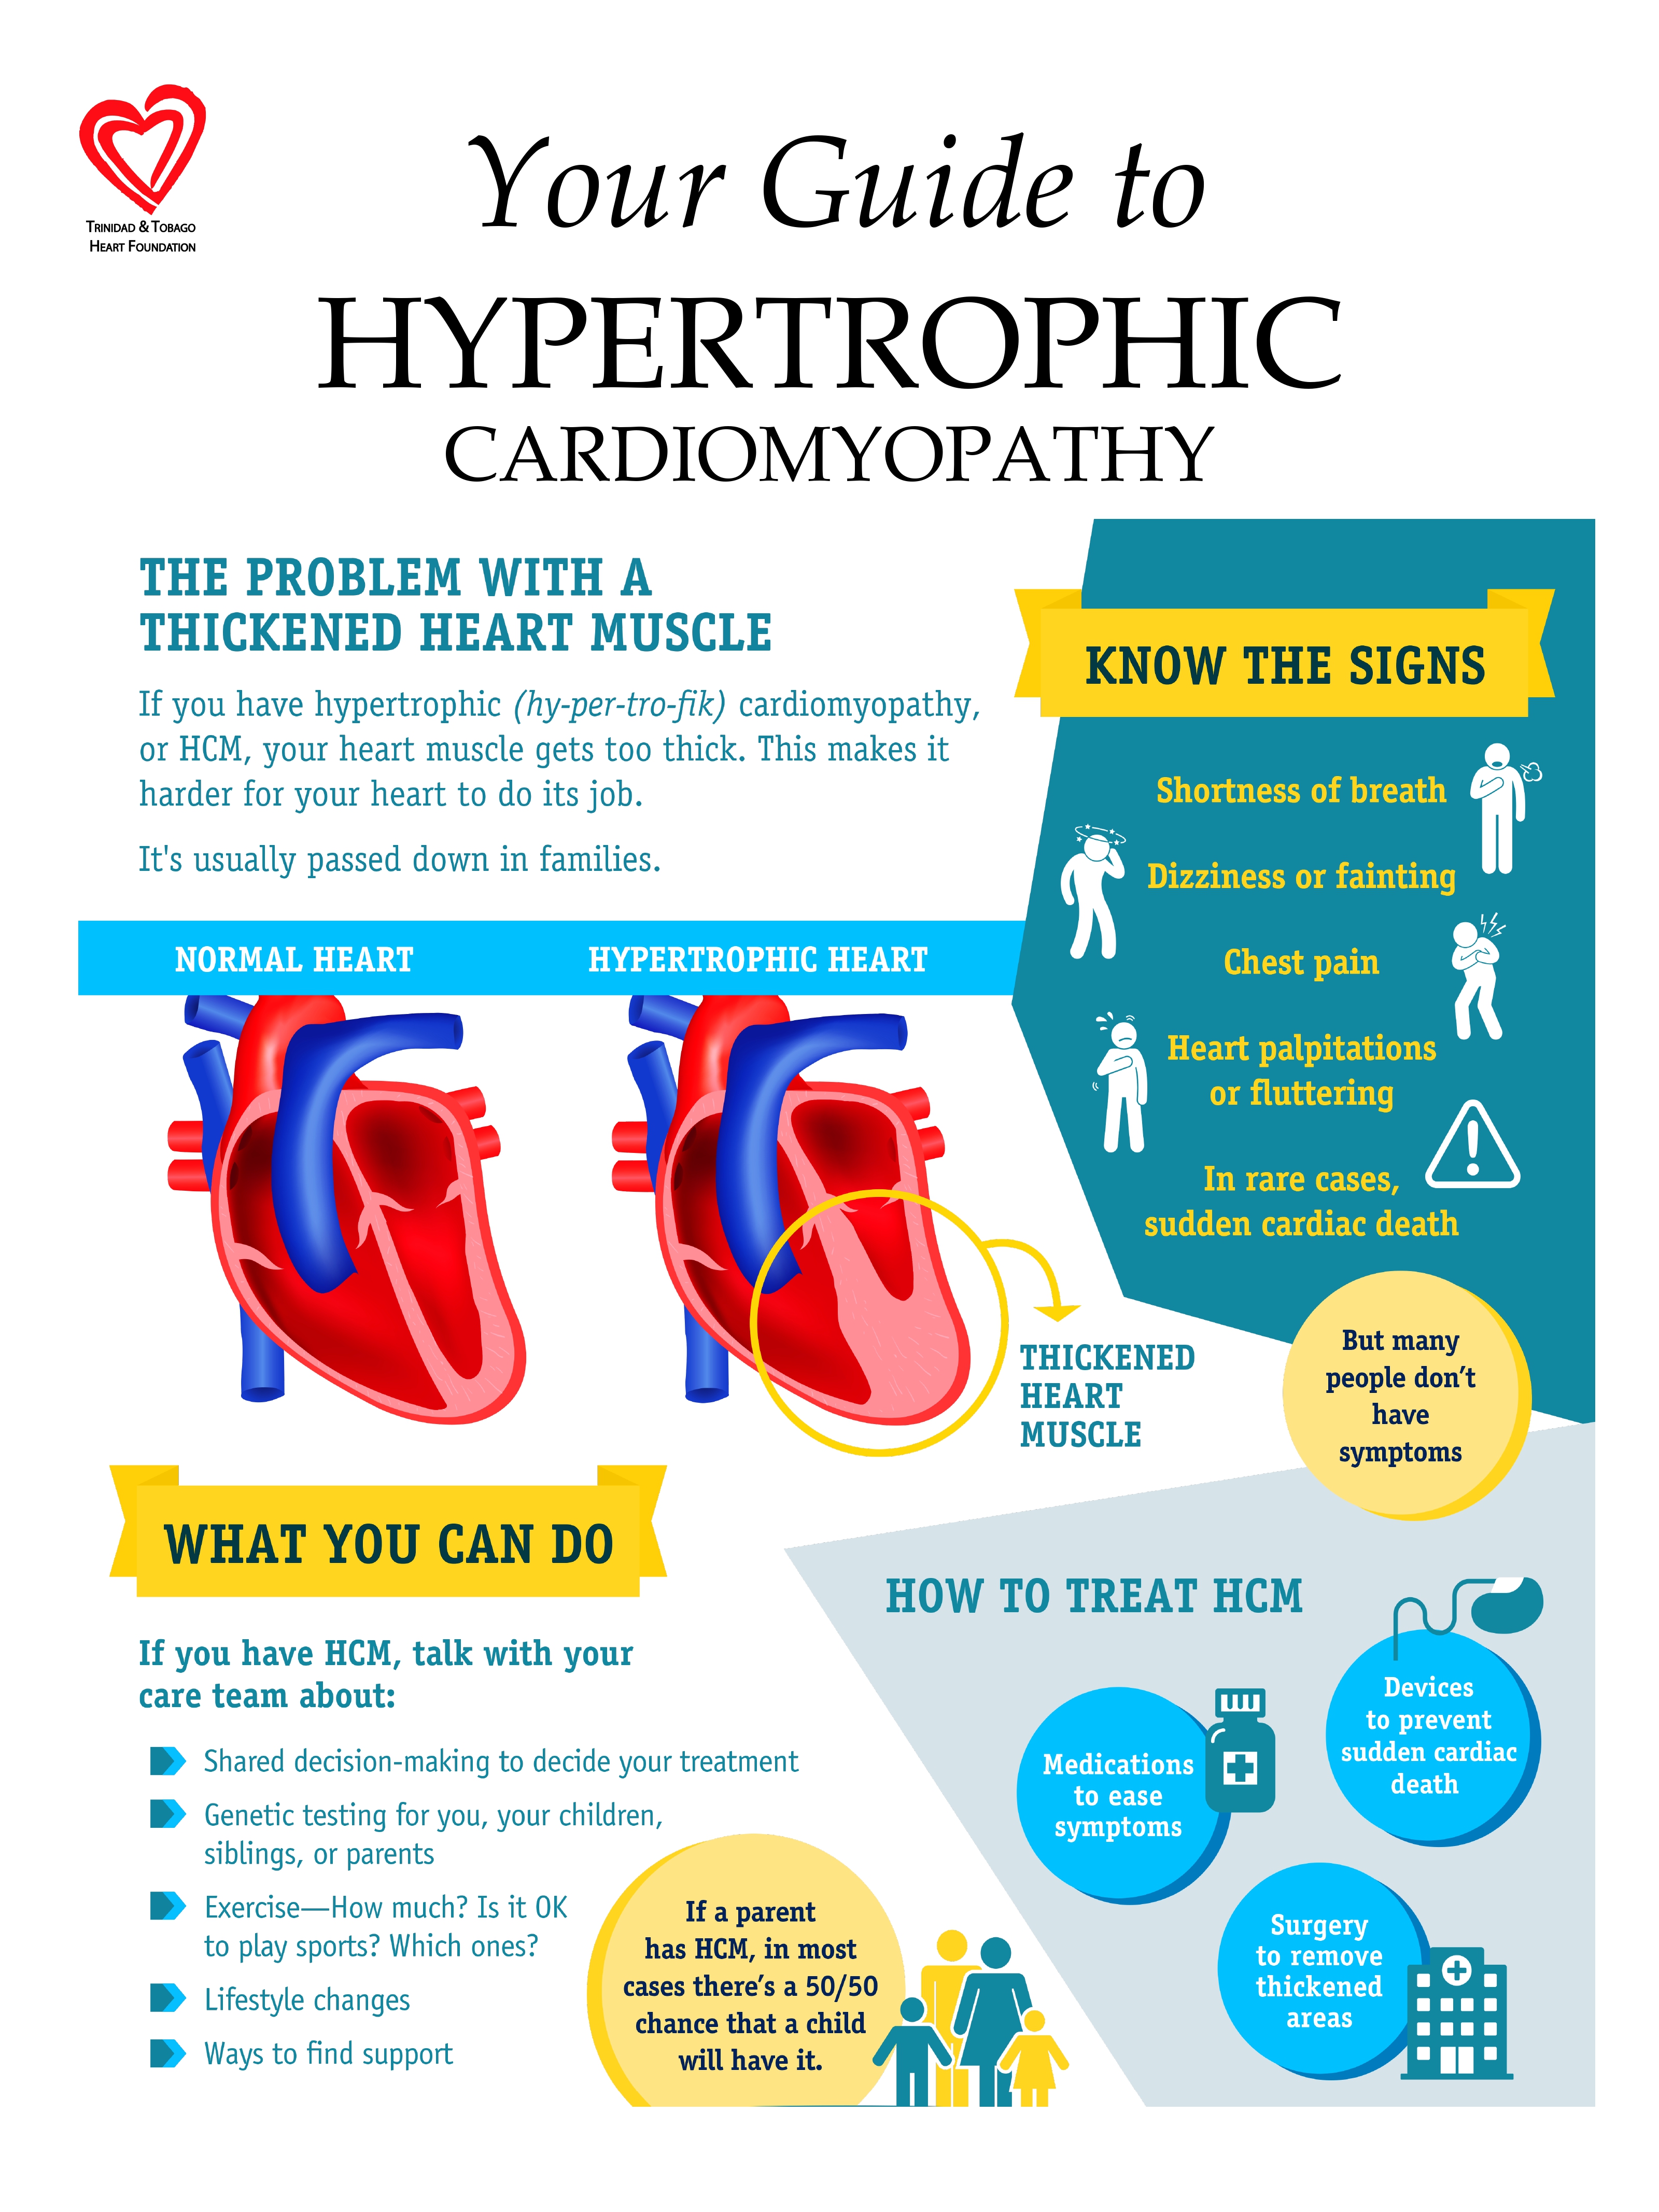 TRINIDAD & TOBAGO
HEART FOUNDATION
Your Guide to
HYPERTROPHIC
CARDIOMYOPATHY
THE PROBLEM WITH A
THICKENED HEART MUSCLE
If you have hypertrophic (hy-per-tro-fik) cardiomyopathy,
or HCM, your heart muscle gets too thick. This makes it
harder for your heart to do its job.
It's usually passed down in families.
NORMAL HEART
HYPERTROPHIC HEART
THICKENED
HEART
MUSCLE
KNOW THE SIGNS
Shortness of breath
Dizziness or fainting
Chest pain
Heart palpitations
or fluttering
In rare cases,
sudden cardiac death
But many
people don’t
have
symptoms
WHAT YOU CAN DO
If you have HCM, talk with your
care team about:
Shared decision-making to decide your treatment
Genetic testing for you, your children,
siblings, or parents
Exercise—How much? Is it OK
to play sports? Which ones?
Lifestyle changes
Ways to find support
If a parent
has HCM, in most
cases there’s a 50/50
chance that a child
will have it.
HOW TO TREAT HCM
Medications
to ease
symptoms
Devices
to prevent
sudden cardiac
death
Surgery
to remove
thickened
areas